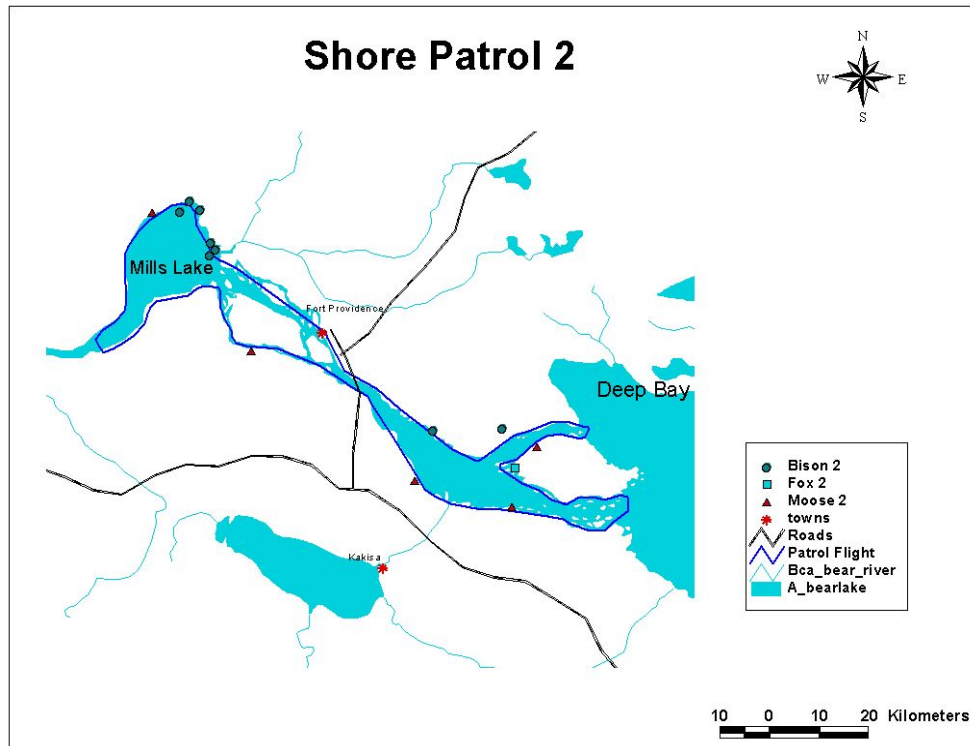 Shore Patrol 2
N
W E
S
Mills Lake
Fort Providence
Deep Bay
Kakisa
Bison 2
Fox 2
Moose 2
towns
Roads
Patrol Flight
Bca_bear_river
A_bearlake
10 0 10 20 Kilometers